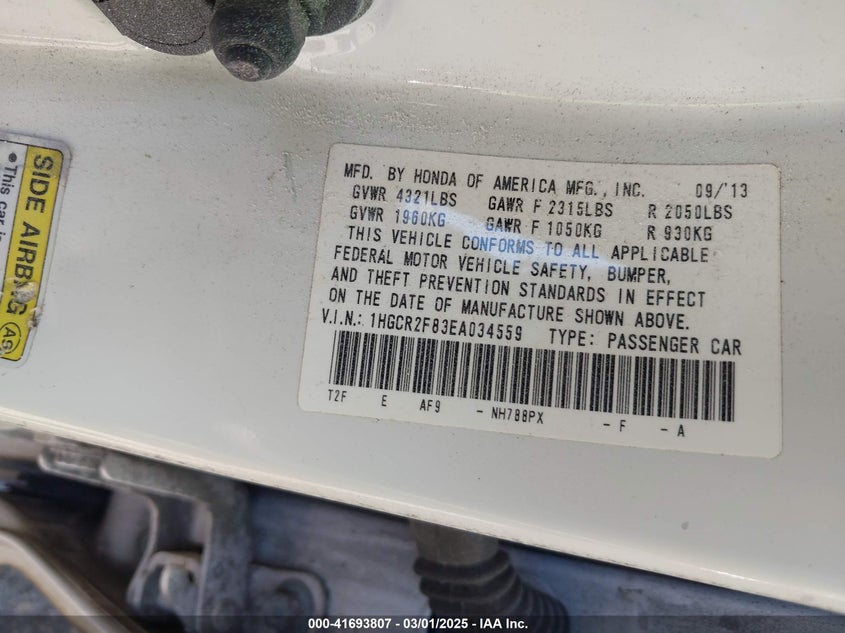 SIDE AIRBAG
• This car is
MFD. BY HONDA OF AMERICA MFG., INC. 09/'13
GVWR 4321LBS GAWR F 2315LBS R 2050LBS
GVWR 1960KG GAWR F 1050KG R 930KG
THIS VEHICLE CONFORMS TO ALL APPLICABLE
FEDERAL MOTOR VEHICLE SAFETY, BUMPER,
AND THEFT PREVENTION STANDARDS IN EFFECT
ON THE DATE OF MANUFACTURE SHOWN ABOVE.
V.I.N.: 1HGCR2F83EA034559 TYPE: PASSENGER CAR
T2F E AF9 - NH788PX - F - A
000-41693807 - 03/01/2025 - IAA Inc.